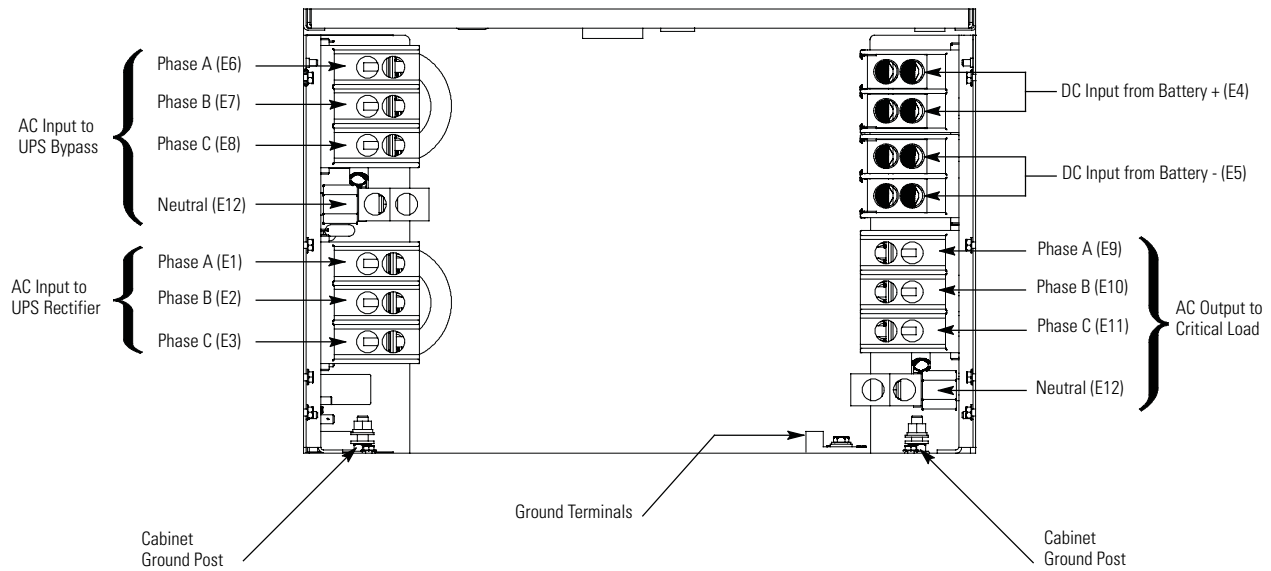 AC Input to
UPS Bypass
Phase A (E6)
Phase B (E7)
Phase C (E8)
Neutral (E12)
AC Input to
UPS Rectifier
Phase A (E1)
Phase B (E2)
Phase C (E3)
DC Input from Battery + (E4)
DC Input from Battery - (E5)
Phase A (E9)
Phase B (E10)
Phase C (E11)
Neutral (E12)
AC Output to
Critical Load
Ground Terminals
Cabinet
Ground Post
Cabinet
Ground Post